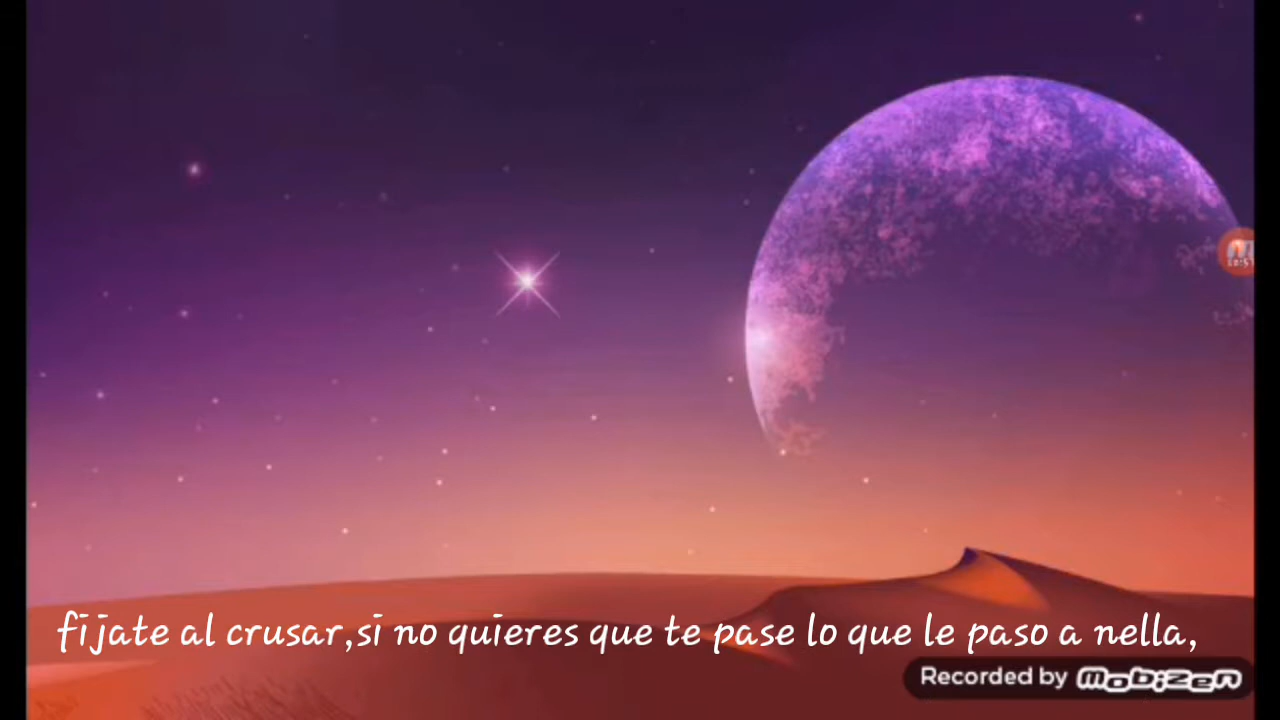 fijate al crusar,si no quieres que te pase lo que le paso a nella,
Recorded by mobizen